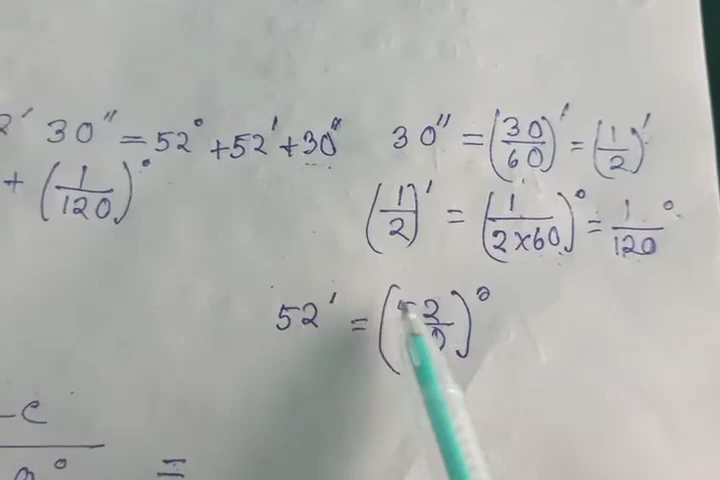 2' 30" = 52° + 52' + 30"
+ (1/120)°
30" = (30/60)' = (1/2)'
(1/2)' = (1/2×60)° = 1/120°
52' = (52/)°
-c
°
=